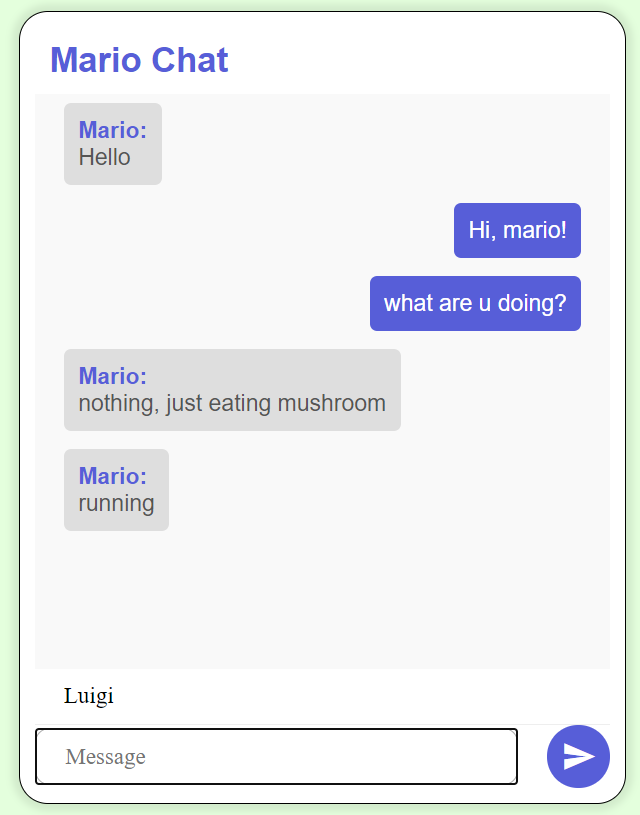 Mario Chat
Mario:
Hello
Hi, mario!
what are u doing?
Mario:
nothing, just eating mushroom
Mario:
running
Luigi
Message